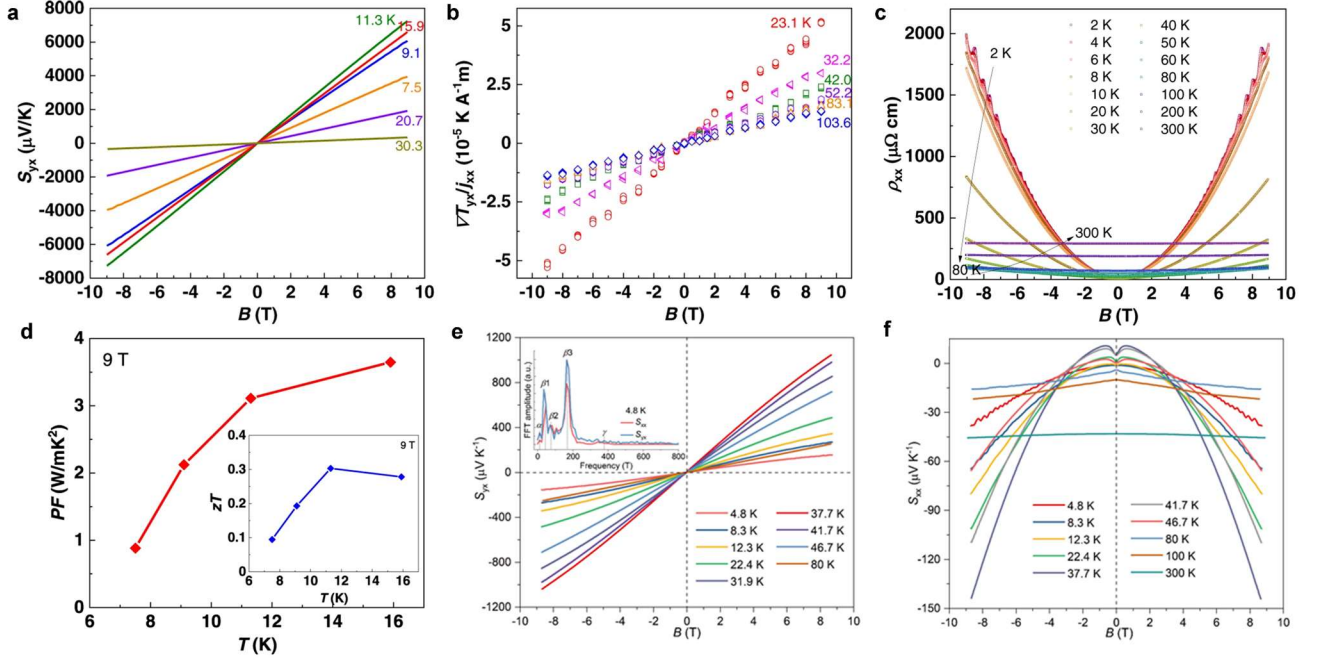 a
8000
6000
4000
2000
0
-2000
-4000
-6000
8000
-10 -8 -6 -4 -2 0 2 4 6 8 10
S_yx (μV/K)
B (T)
11.3 K
15.9
9.1
7.5
20.7
30.3
b
5
2.5
0
-2.5
-5
-10 -8 -6 -4 -2 0 2 4 6 8 10
∇T_yx/j_xx (10⁻⁵ K A⁻¹m)
B (T)
23.1 K
32.2
42.0
52.2
83.1
103.6
c
2000
1500
1000
500
0
-8 -4 0 2 4 6 8 10
ρ_xx (μΩ cm)
B (T)
2 K
300 K
80 K
2 K 40 K
4 K 50 K
6 K 60 K
8 K 80 K
10 K 100 K
20 K 200 K
30 K 300 K
d
9 T
4
3
2
1
0
6 8 10 12 14 16
PF (W/mK²)
T (K)
9 T
0.4
0.3
0.2
0.1
0
6 8 10 12 14 16
zT
T (K)
e
1200
800
400
0
-400
-800
-1200
-10 -8 -6 -4 -2 0 2 4 6 8 10
S_yx (μV K⁻¹)
B (T)
FFT amplitude (a.u.)
α
β1
β2
β3
γ
4.8 K
S_xx
S_yx
0 200 400 600 800
Frequency (T)
4.8 K 37.7 K
8.3 K 41.7 K
12.3 K 46.7 K
22.4 K 80 K
31.9 K
f
0
-30
-60
-90
-120
-150
-10 -8 -6 -4 -2 0 2 4 6 8 10
S_xx (μV K⁻¹)
B (T)
4.8 K 41.7 K
8.3 K 46.7 K
12.3 K 80 K
22.4 K 100 K
37.7 K 300 K